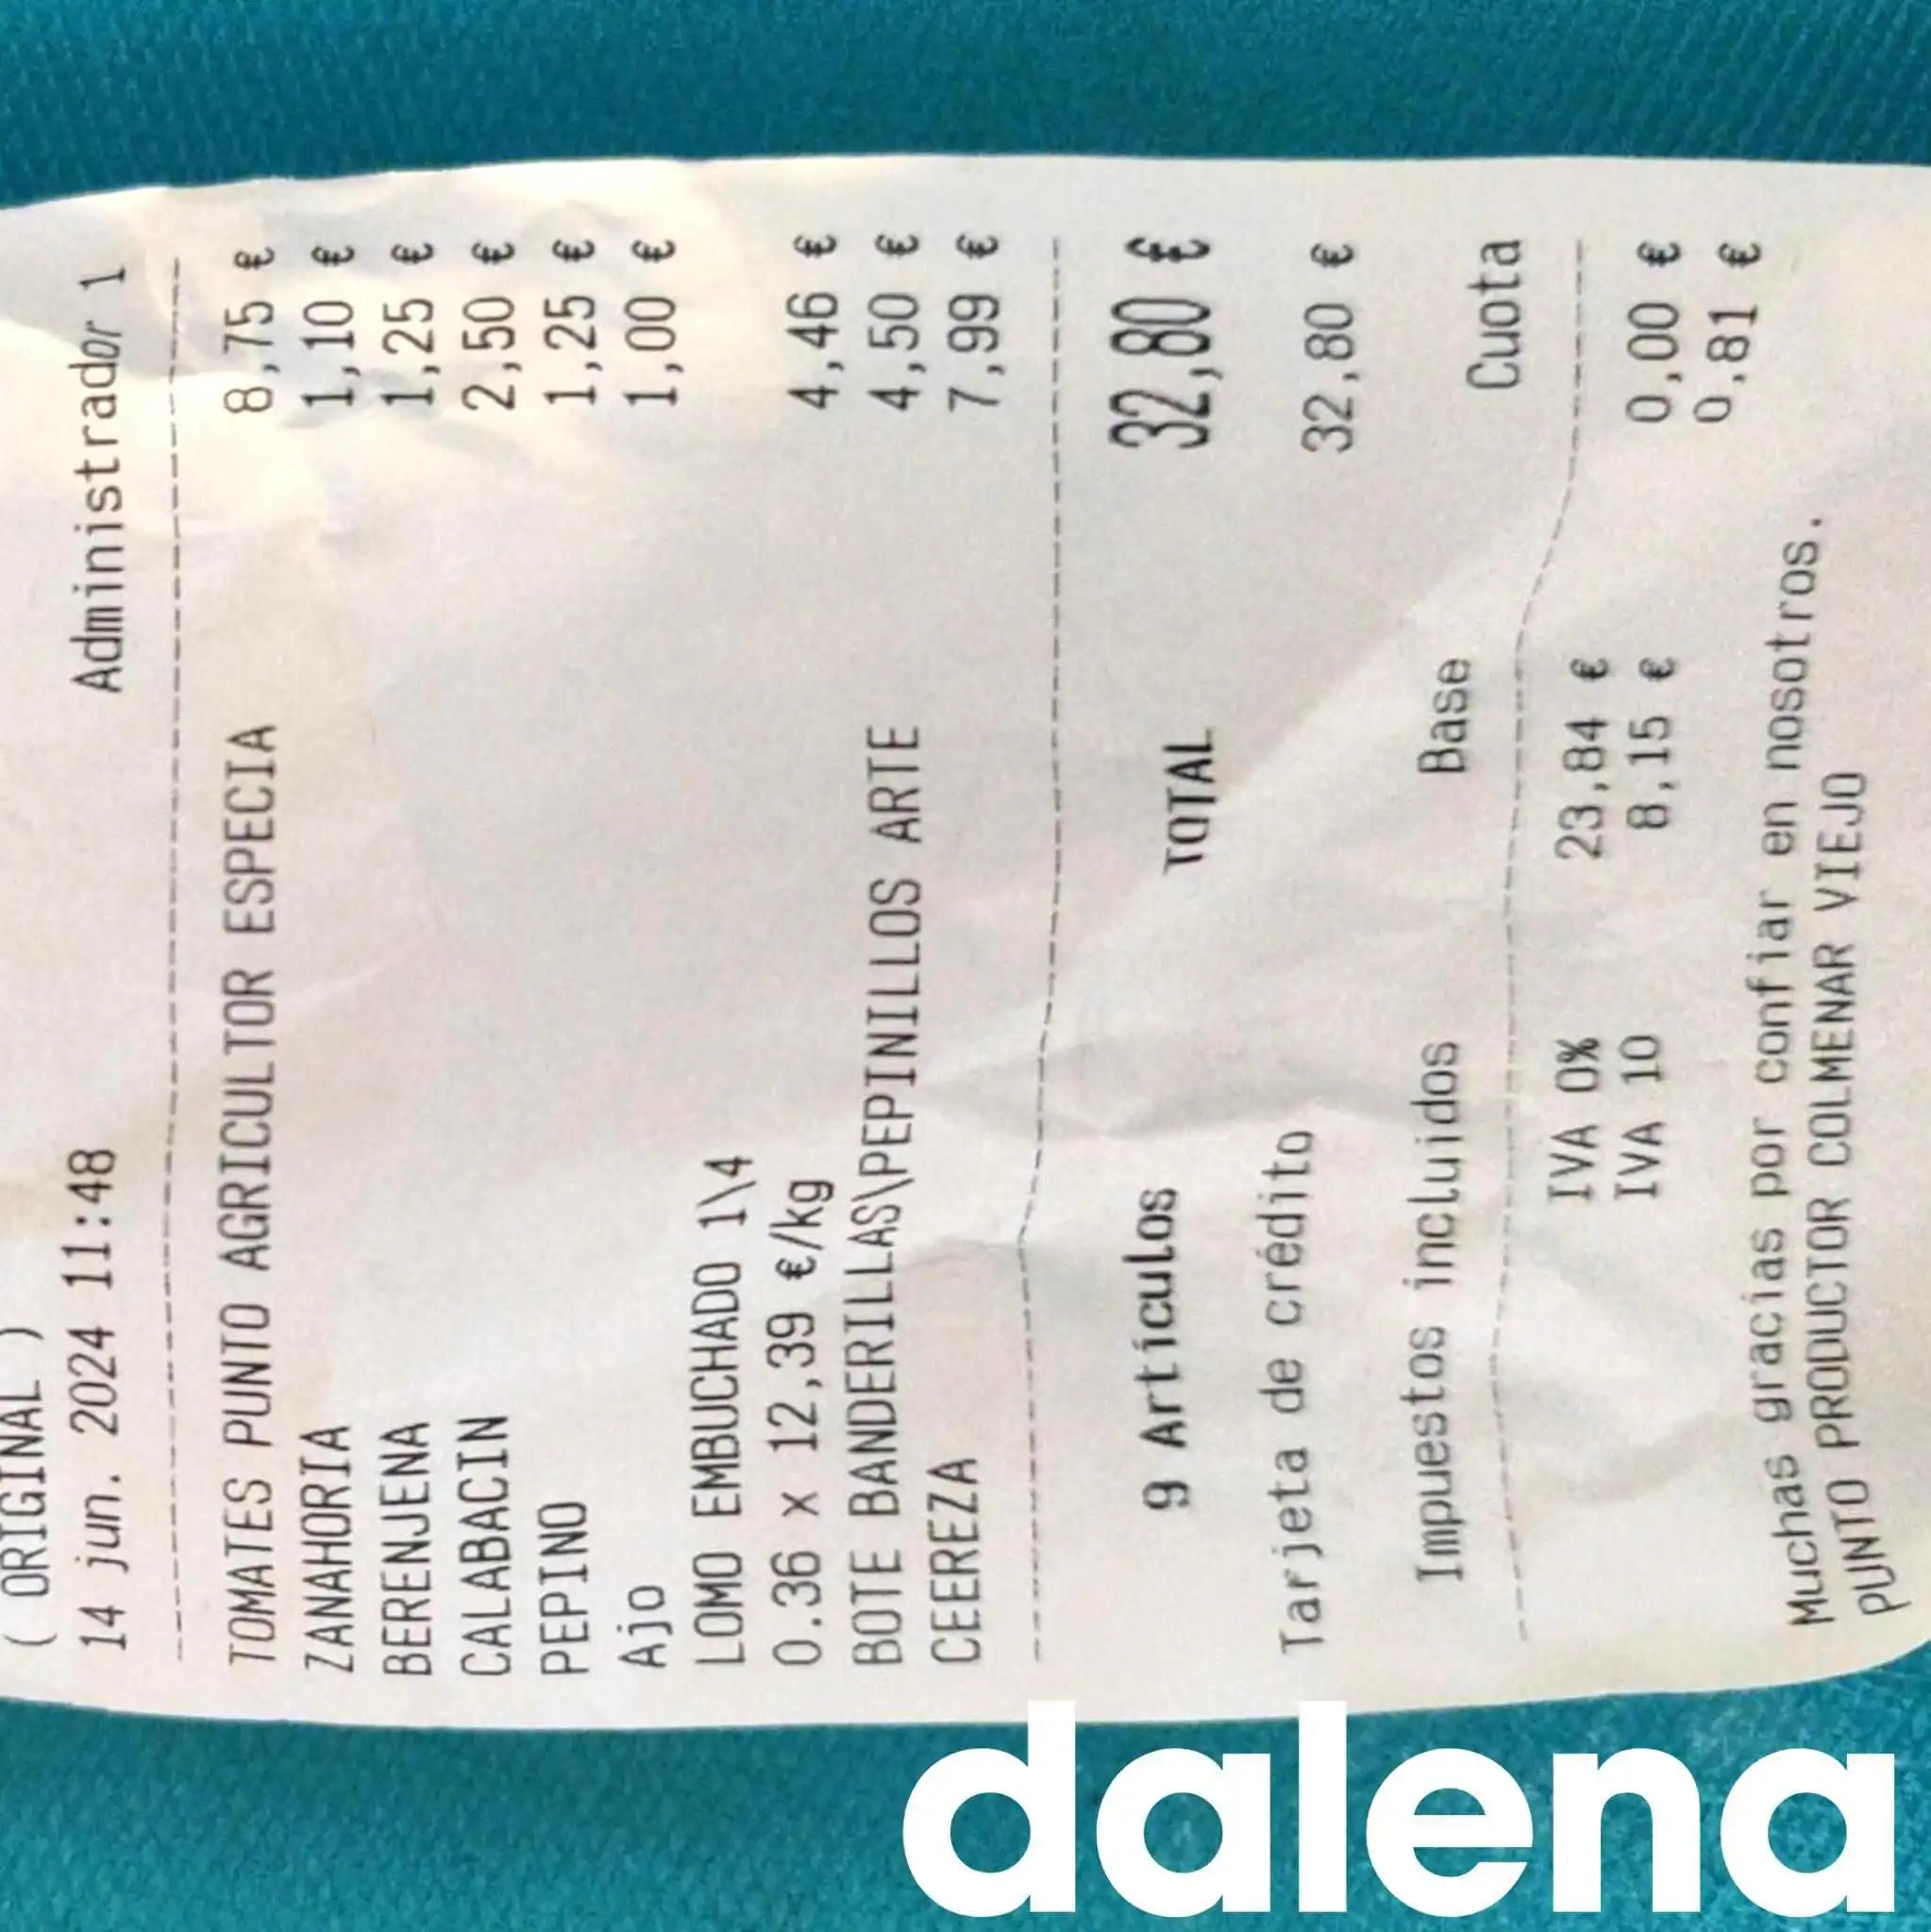 ( ORIGINAL )
14 jun. 2024 11:48 Administrador 1
TOMATES PUNTO AGRICULTOR ESPECIA 8,75 €
ZANAHORIA 1,10 €
BERENJENA 1,25 €
CALABACIN 2,50 €
PEPINO 1,25 €
Ajo 1,00 €
LOMO EMBUCHADO 1\4
0.36 x 12,39 €/kg 4,46 €
BOTE BANDERILLAS\PEPINILLOS ARTE 4,50 €
CEEREZA 7,99 €
9 Artículos TOTAL 32,80 €
Tarjeta de crédito 32,80 €
Impuestos incluidos Base Cuota
IVA 0% 23,84 € 0,00 €
IVA 10 8,15 € 0,81 €
Muchas gracias por confiar en nosotros.
PUNTO PRODUCTOR COLMENAR VIEJO
dalena